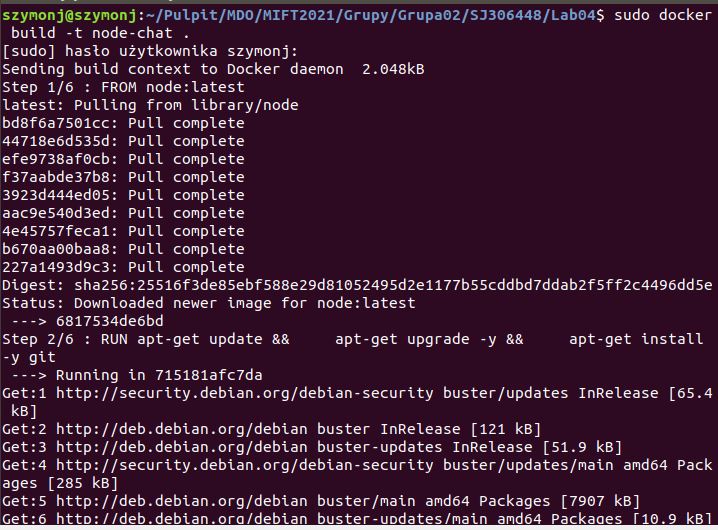 szymonj@szymonj:~/Pulpit/MDO/MIFT2021/Grupy/Grupa02/SJ306448/Lab04$ sudo docker
 build -t node-chat .
[sudo] hasło użytkownika szymonj:
Sending build context to Docker daemon  2.048kB
Step 1/6 : FROM node:latest
latest: Pulling from library/node
bd8f6a7501cc: Pull complete
44718e6d535d: Pull complete
efe9738af0cb: Pull complete
f37aabde37b8: Pull complete
3923d444ed05: Pull complete
aac9e540d3ed: Pull complete
4e45757feca1: Pull complete
b670aa00baa8: Pull complete
227a1493d9c3: Pull complete
Digest: sha256:25516f3de85ebf588e29d81052495d2e1177b55cddbd7ddab2f5ff2c4496dd5e
Status: Downloaded newer image for node:latest
 ---> 6817534de6bd
Step 2/6 : RUN apt-get update &&     apt-get upgrade -y &&     apt-get install
-y git
 ---> Running in 715181afc7da
Get:1 http://security.debian.org/debian-security buster/updates InRelease [65.4
 kB]
Get:2 http://deb.debian.org/debian buster InRelease [121 kB]
Get:3 http://deb.debian.org/debian buster-updates InRelease [51.9 kB]
Get:4 http://security.debian.org/debian-security buster/updates/main amd64 Pack
ages [285 kB]
Get:5 http://deb.debian.org/debian buster/main amd64 Packages [7907 kB]
Get:6 http://deb.debian.org/debian buster-updates/main amd64 Packages [10.9 kB]